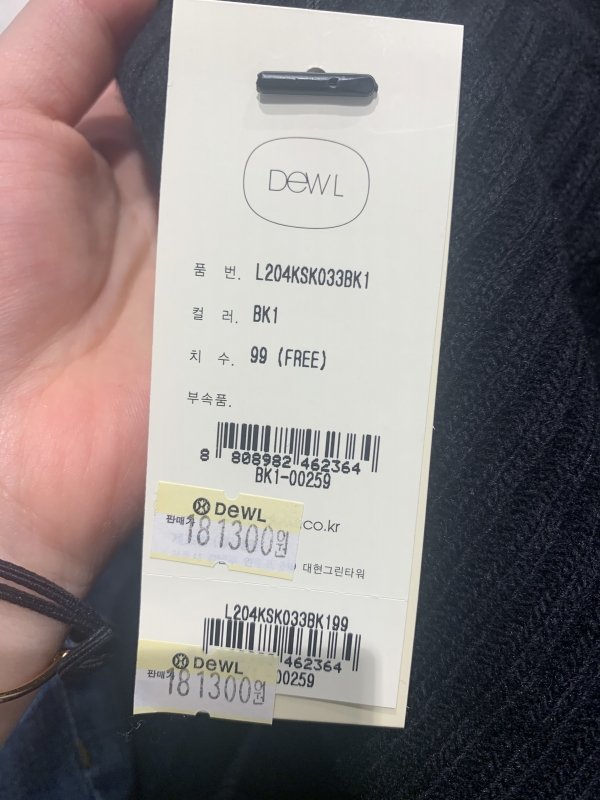 DEWL
품 번. L204KSK033BK1
컬 러. BK1
치 수. 99 (FREE)
부속품.
8 808982 462364
BK1-00259
DEWL
판매가 181300원
.co.kr
대현그린타워
L204KSK033BK199
462364
00259
DEWL
판매가 181300원